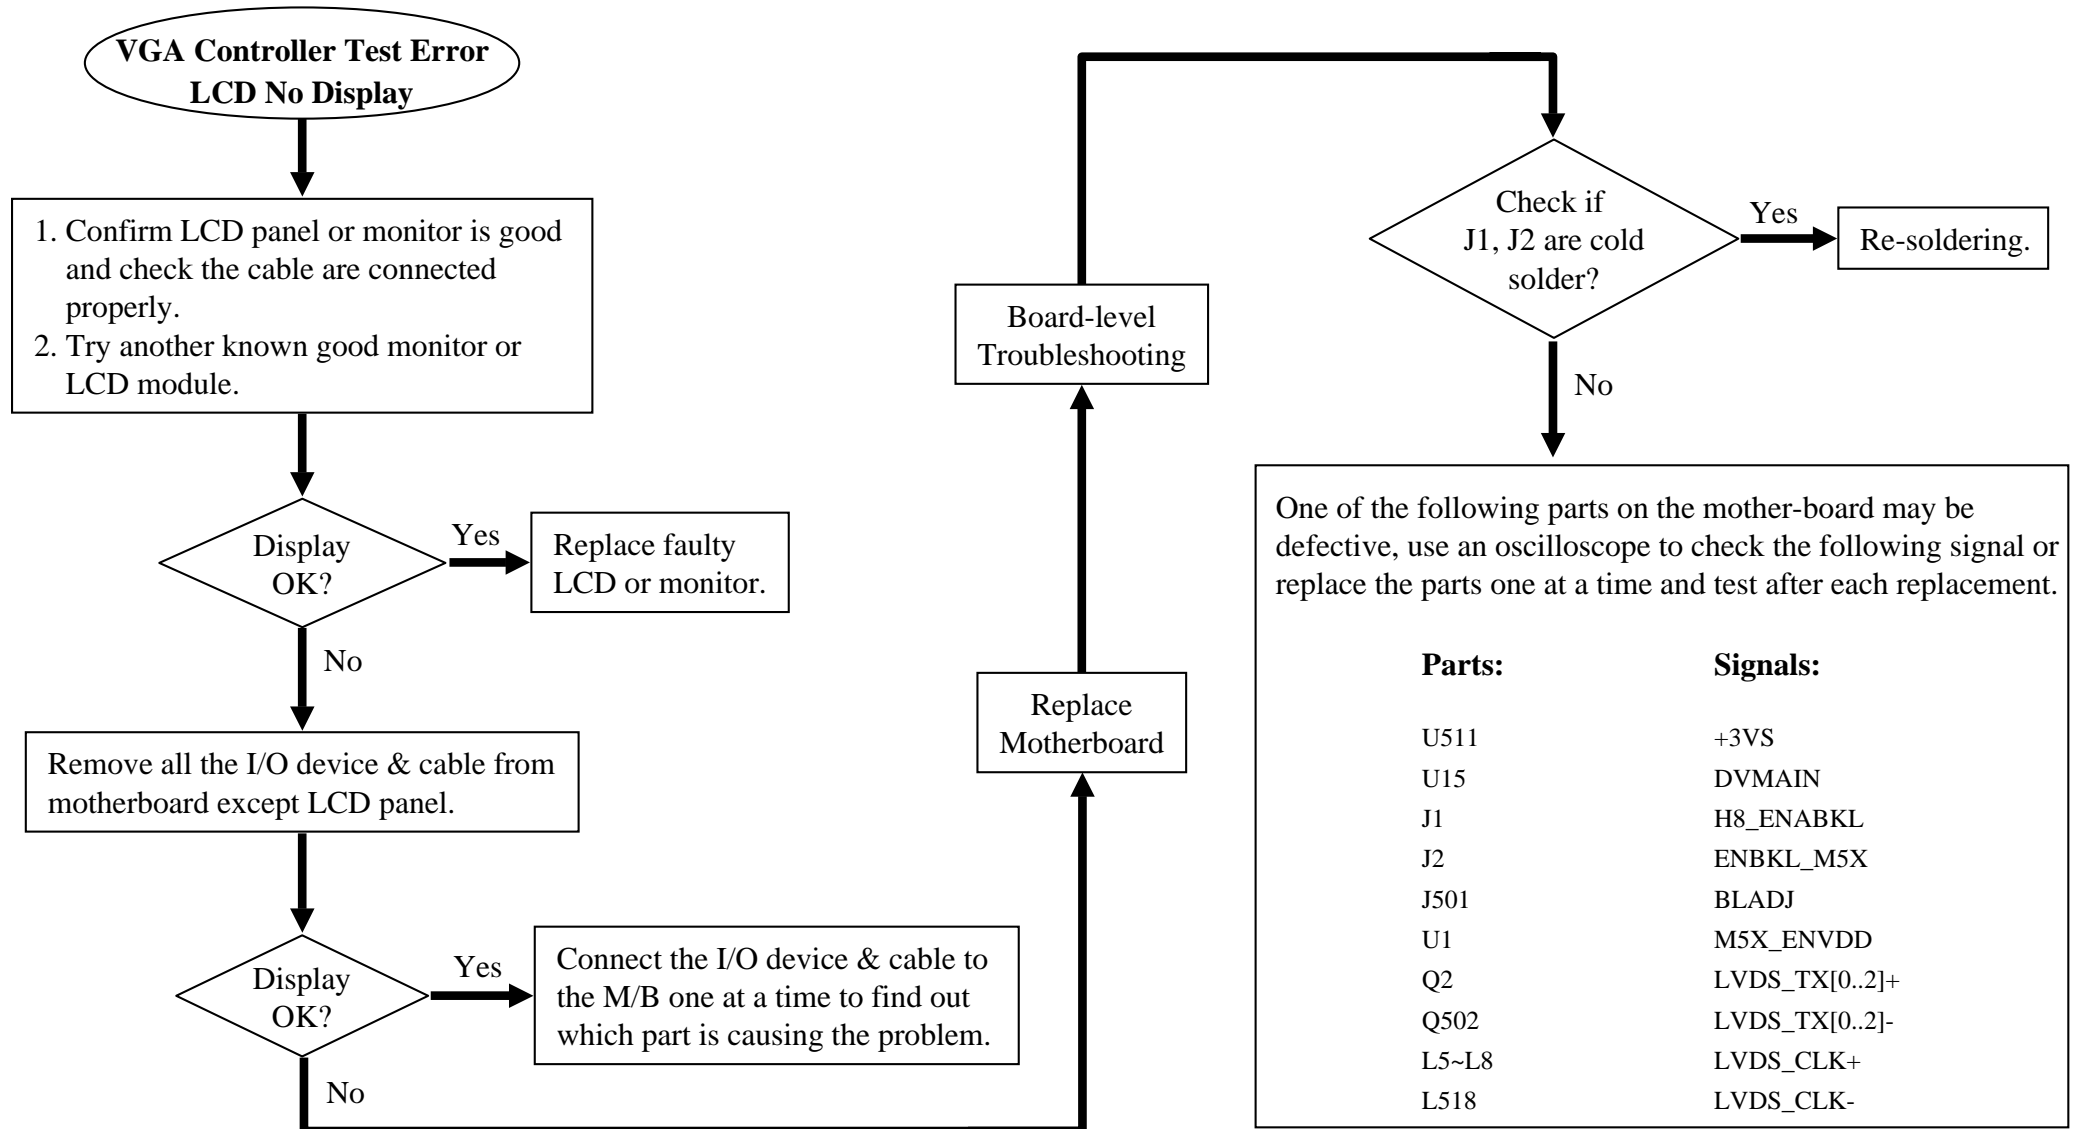 VGA Controller Test Error
LCD No Display
1. Confirm LCD panel or monitor is good
and check the cable are connected
properly.
2. Try another known good monitor or
LCD module.
Display
OK?
Yes
Replace faulty
LCD or monitor.
No
Remove all the I/O device & cable from
motherboard except LCD panel.
Display
OK?
Yes
Connect the I/O device & cable to
the M/B one at a time to find out
which part is causing the problem.
No
Replace
Motherboard
Board-level
Troubleshooting
Check if
J1, J2 are cold
solder?
Yes
Re-soldering.
No
One of the following parts on the mother-board may be
defective, use an oscilloscope to check the following signal or
replace the parts one at a time and test after each replacement.
Parts: Signals:
U511 +3VS
U15 DVMAIN
J1 H8_ENABKL
J2 ENBKL_M5X
J501 BLADJ
U1 M5X_ENVDD
Q2 LVDS_TX[0..2]+
Q502 LVDS_TX[0..2]-
L5~L8 LVDS_CLK+
L518 LVDS_CLK-